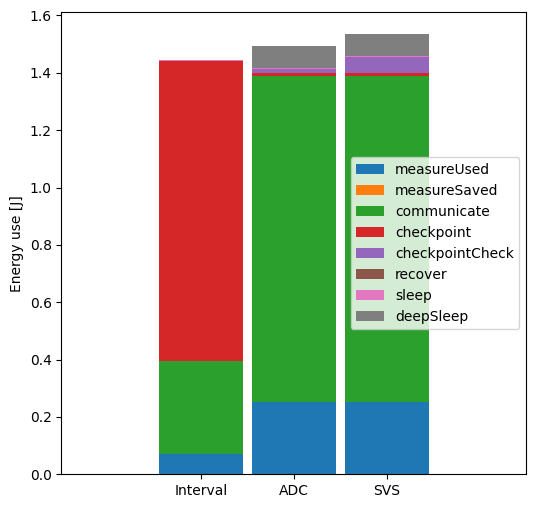 1.6
1.4
1.2
1.0
0.8
0.6
0.4
0.2
0.0
Energy use [J]
measureUsed
measureSaved
communicate
checkpoint
checkpointCheck
recover
sleep
deepSleep
Interval
ADC
SVS